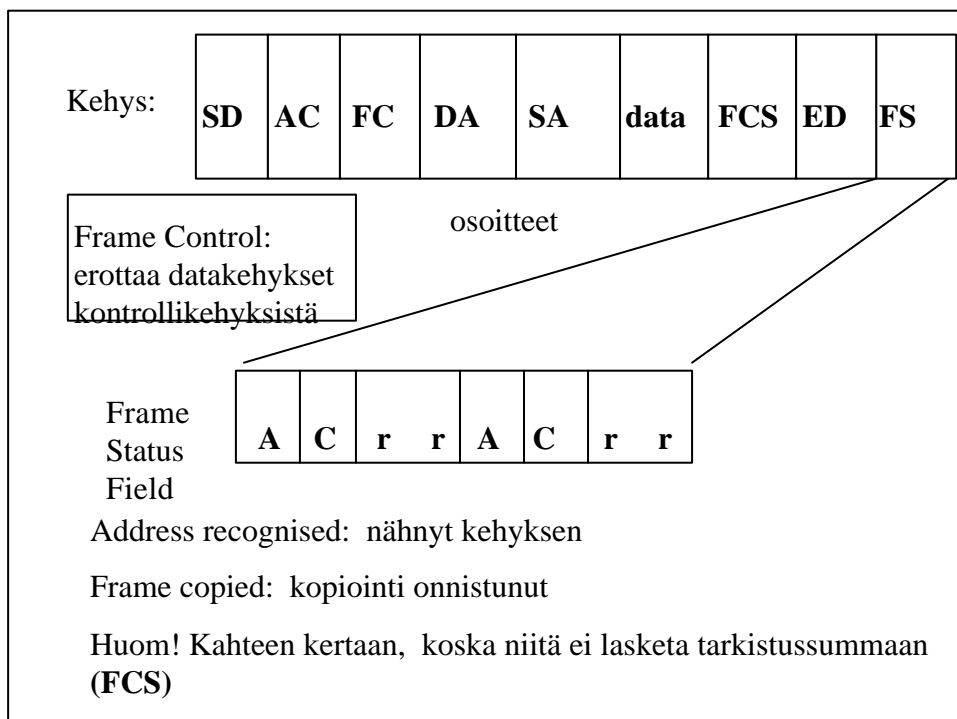 Kehys:
SD AC FC DA SA data FCS ED FS
osoitteet
Frame Control:
erottaa datakehykset
kontrollikehyksistä
A C r r A C r r
Frame
Status
Field
Address recognised: nähnyt kehyksen
Frame copied: kopiointi onnistunut
Huom! Kahteen kertaan, koska niitä ei lasketa tarkistussummaan
(FCS)